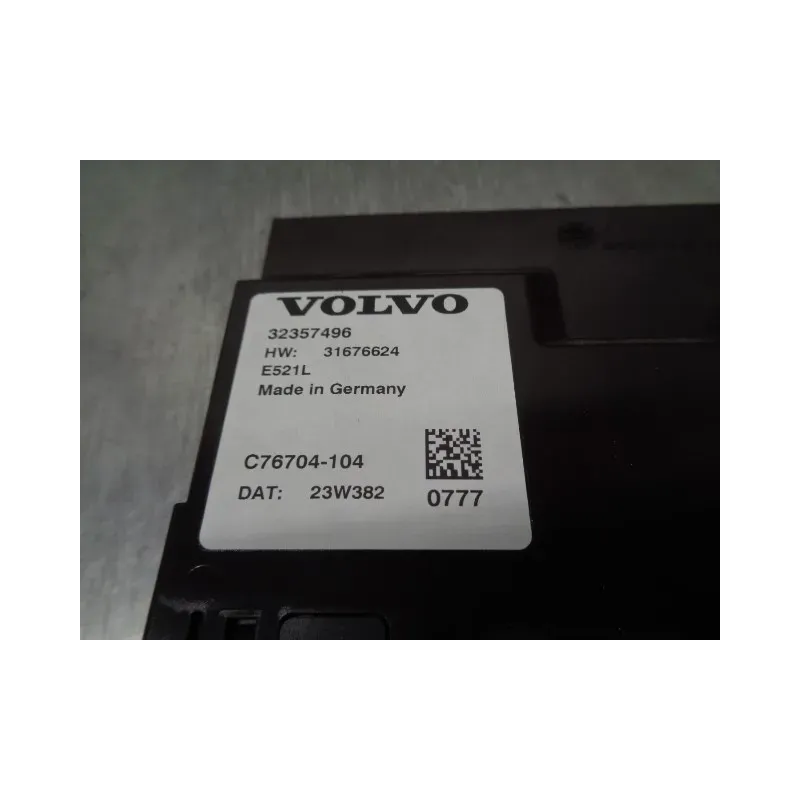 VOLVO
32357496
HW: 31676624
E521L
Made in Germany
C76704-104
DAT: 23W382 0777